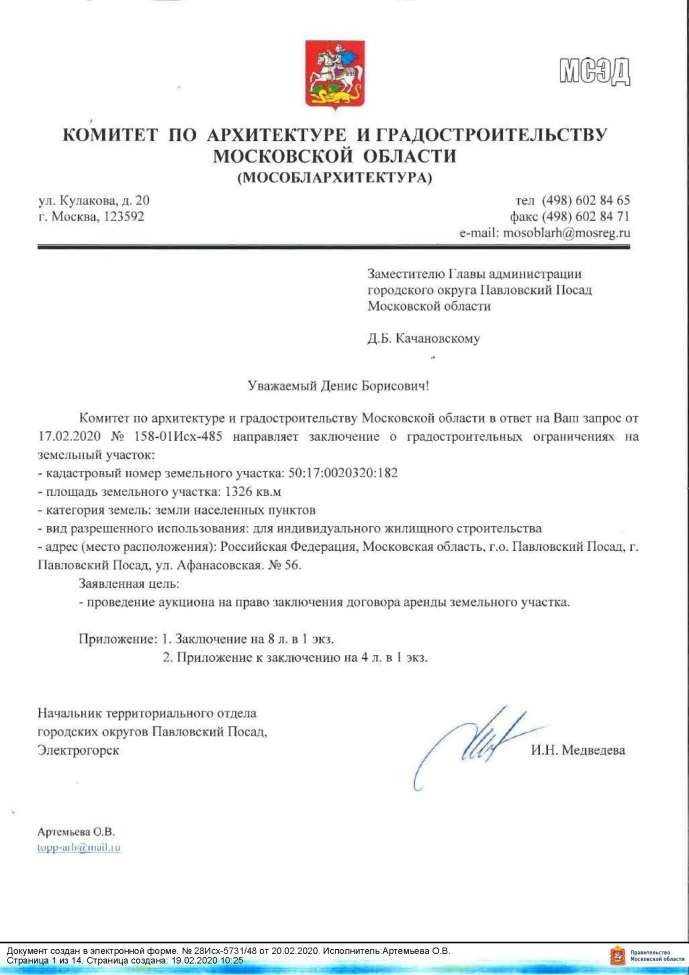 МСЭД
КОМИТЕТ ПО АРХИТЕКТУРЕ И ГРАДОСТРОИТЕЛЬСТВУ
МОСКОВСКОЙ ОБЛАСТИ
(МОСОБЛАРХИТЕКТУРА)
ул. Кулакова, д. 20
г. Москва, 123592
тел (498) 602 84 65
факс (498) 602 84 71
e-mail: mosoblarh@mosreg.ru
Заместителю Главы администрации
городского округа Павловский Посад
Московской области
Д.Б. Качановскому
Уважаемый Денис Борисович!
Комитет по архитектуре и градостроительству Московской области в ответ на Ваш запрос от
17.02.2020 № 158-01Исх-485 направляет заключение о градостроительных ограничениях на
земельный участок:
- кадастровый номер земельного участка: 50:17:0020320:182
- площадь земельного участка: 1326 кв.м
- категория земель: земли населенных пунктов
- вид разрешенного использования: для индивидуального жилищного строительства
- адрес (место расположения): Российская Федерация, Московская область, г.о. Павловский Посад, г.
Павловский Посад, ул. Афанасовская. № 56.
Заявленная цель:
- проведение аукциона на право заключения договора аренды земельного участка.
Приложение: 1. Заключение на 8 л. в 1 экз.
2. Приложение к заключению на 4 л. в 1 экз.
Начальник территориального отдела
городских округов Павловский Посад,
Электрогорск
И.Н. Медведева
Артемьева О.В.
topp-arh@mail.ru
Документ создан в электронной форме. № 28Исх-5731/48 от 20.02.2020. Исполнитель:Артемьева О.В.
Страница 1 из 14. Страница создана: 19.02.2020 10:25
Правительство
Московской области